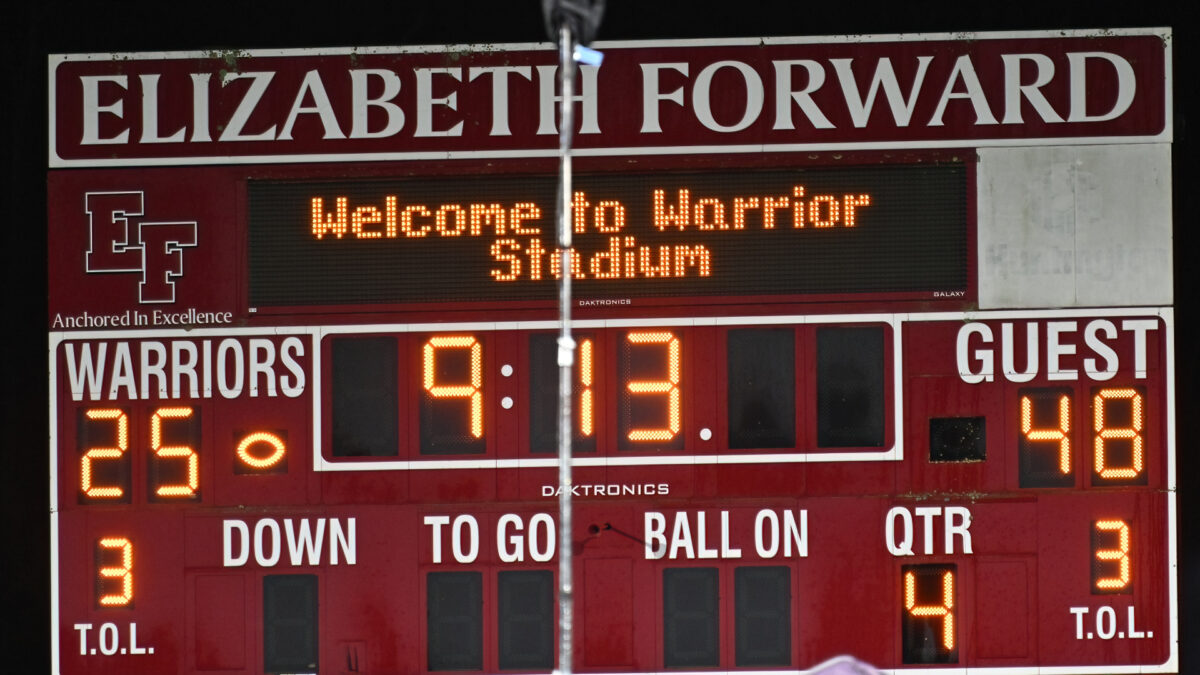 ELIZABETH FORWARD
Welcome to Warrior
Stadium
EF
DAKTRONICS
GALAXY
Anchored In Excellence
WARRIORS
9:13.
GUEST
25
48
DAKTRONICS
DOWN
TO GO
BALL ON
QTR
3
4
3
T.O.L.
T.O.L.